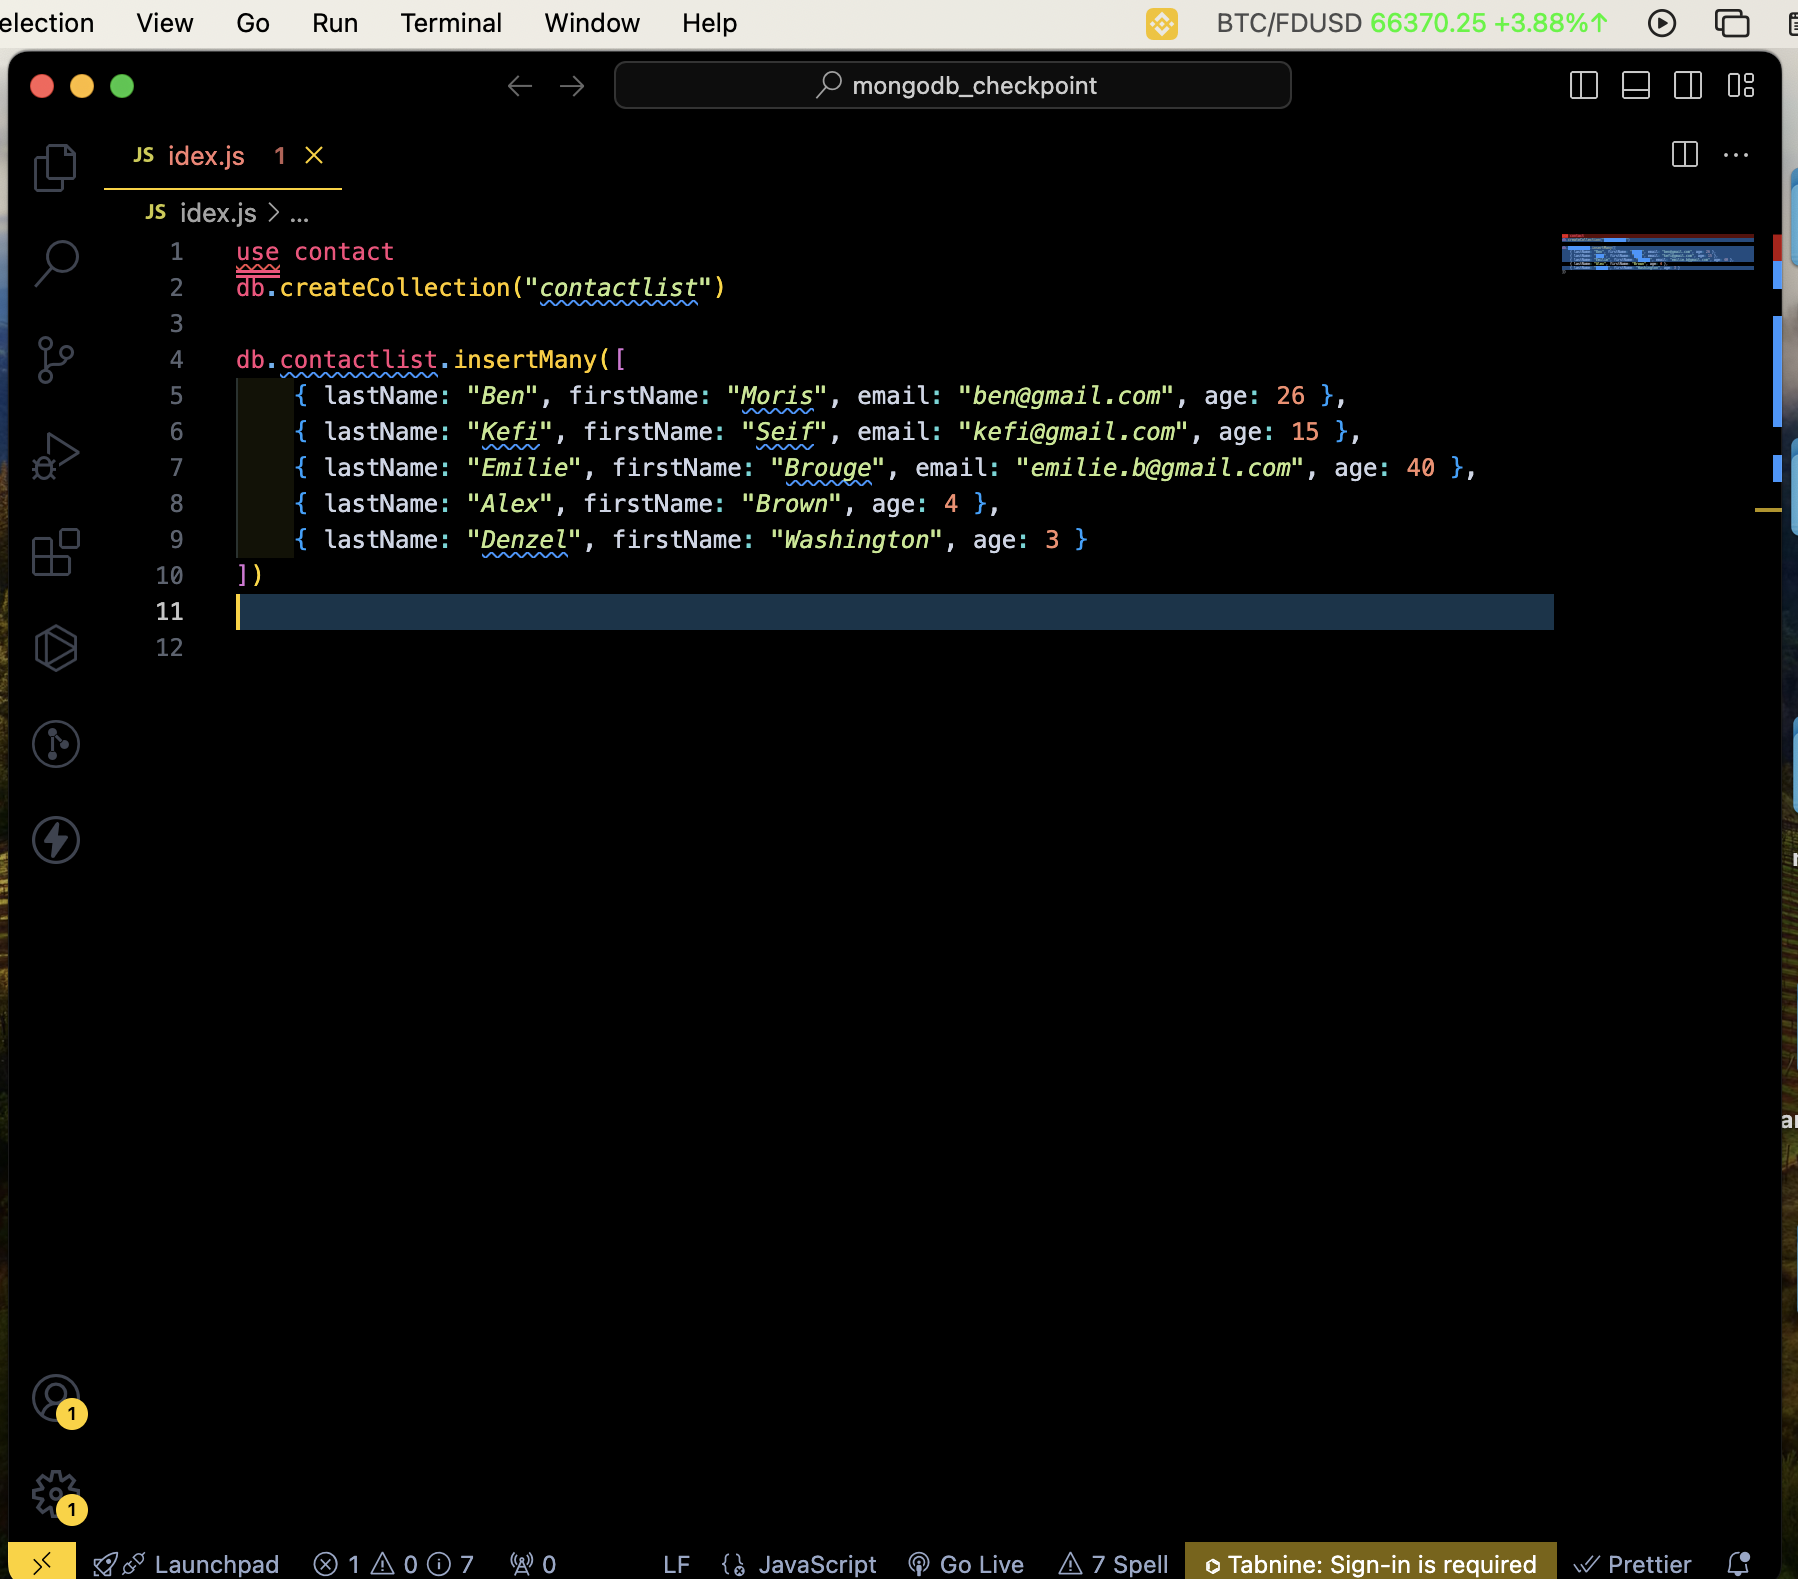 election View Go Run Terminal Window Help BTC/FDUSD 66370.25 +3.88%↑
mongodb_checkpoint
JS idex.js 1
JS idex.js > ...
1 use contact
2 db.createCollection("contactlist")
3
4 db.contactlist.insertMany([
5 { lastName: "Ben", firstName: "Moris", email: "ben@gmail.com", age: 26 },
6 { lastName: "Kefi", firstName: "Seif", email: "kefi@gmail.com", age: 15 },
7 { lastName: "Emilie", firstName: "Brouge", email: "emilie.b@gmail.com", age: 40 },
8 { lastName: "Alex", firstName: "Brown", age: 4 },
9 { lastName: "Denzel", firstName: "Washington", age: 3 }
10 ])
11
12
1
1
Launchpad 1 0 7 0 LF JavaScript Go Live 7 Spell Tabnine: Sign-in is required Prettier